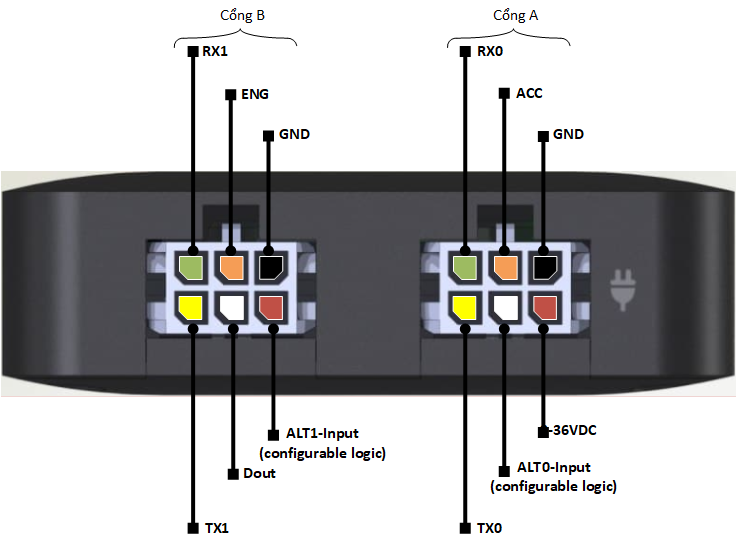 Cổng B
Cổng A
RX1
RX0
ENG
ACC
GND
GND
ALT1-Input
(configurable logic)
-36VDC
Dout
ALT0-Input
(configurable logic)
TX1
TX0